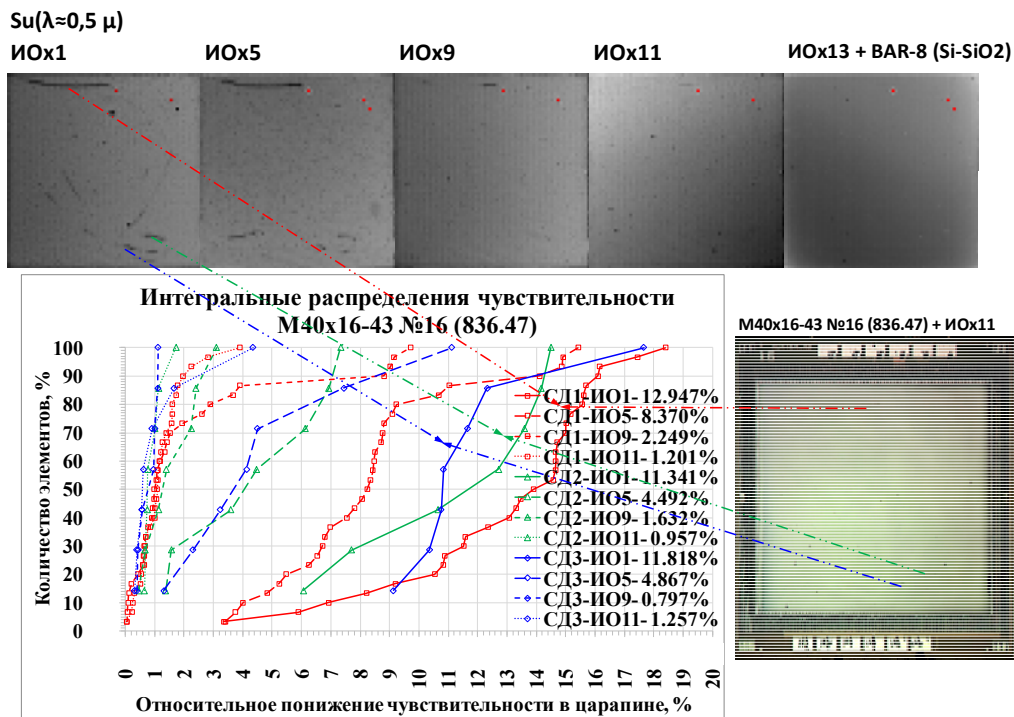 Su(λ≈0,5 μ)
ИОх1
ИОх5
ИОх9
ИОх11
ИОх13 + BAR-8 (Si-SiO2)
Интегральные распределения чувствительности
М40х16-43 №16 (836.47)
Количество элементов, %
100
90
80
70
60
50
40
30
20
10
0
СД1-ИО1- 12.947%
СД1-ИО5- 8.370%
СД1-ИО9- 2.249%
СД1-ИО11- 1.201%
СД2-ИО1- 11.341%
СД2-ИО5- 4.492%
СД2-ИО9- 1.632%
СД2-ИО11- 0.957%
СД3-ИО1- 11.818%
СД3-ИО5- 4.867%
СД3-ИО9- 0.797%
СД3-ИО11- 1.257%
0 1 2 3 4 5 6 7 8 9 10 11 12 13 14 15 16 17 18 19 20
Относительное понижение чувствительности в царапине, %
М40х16-43 №16 (836.47) + ИОх11